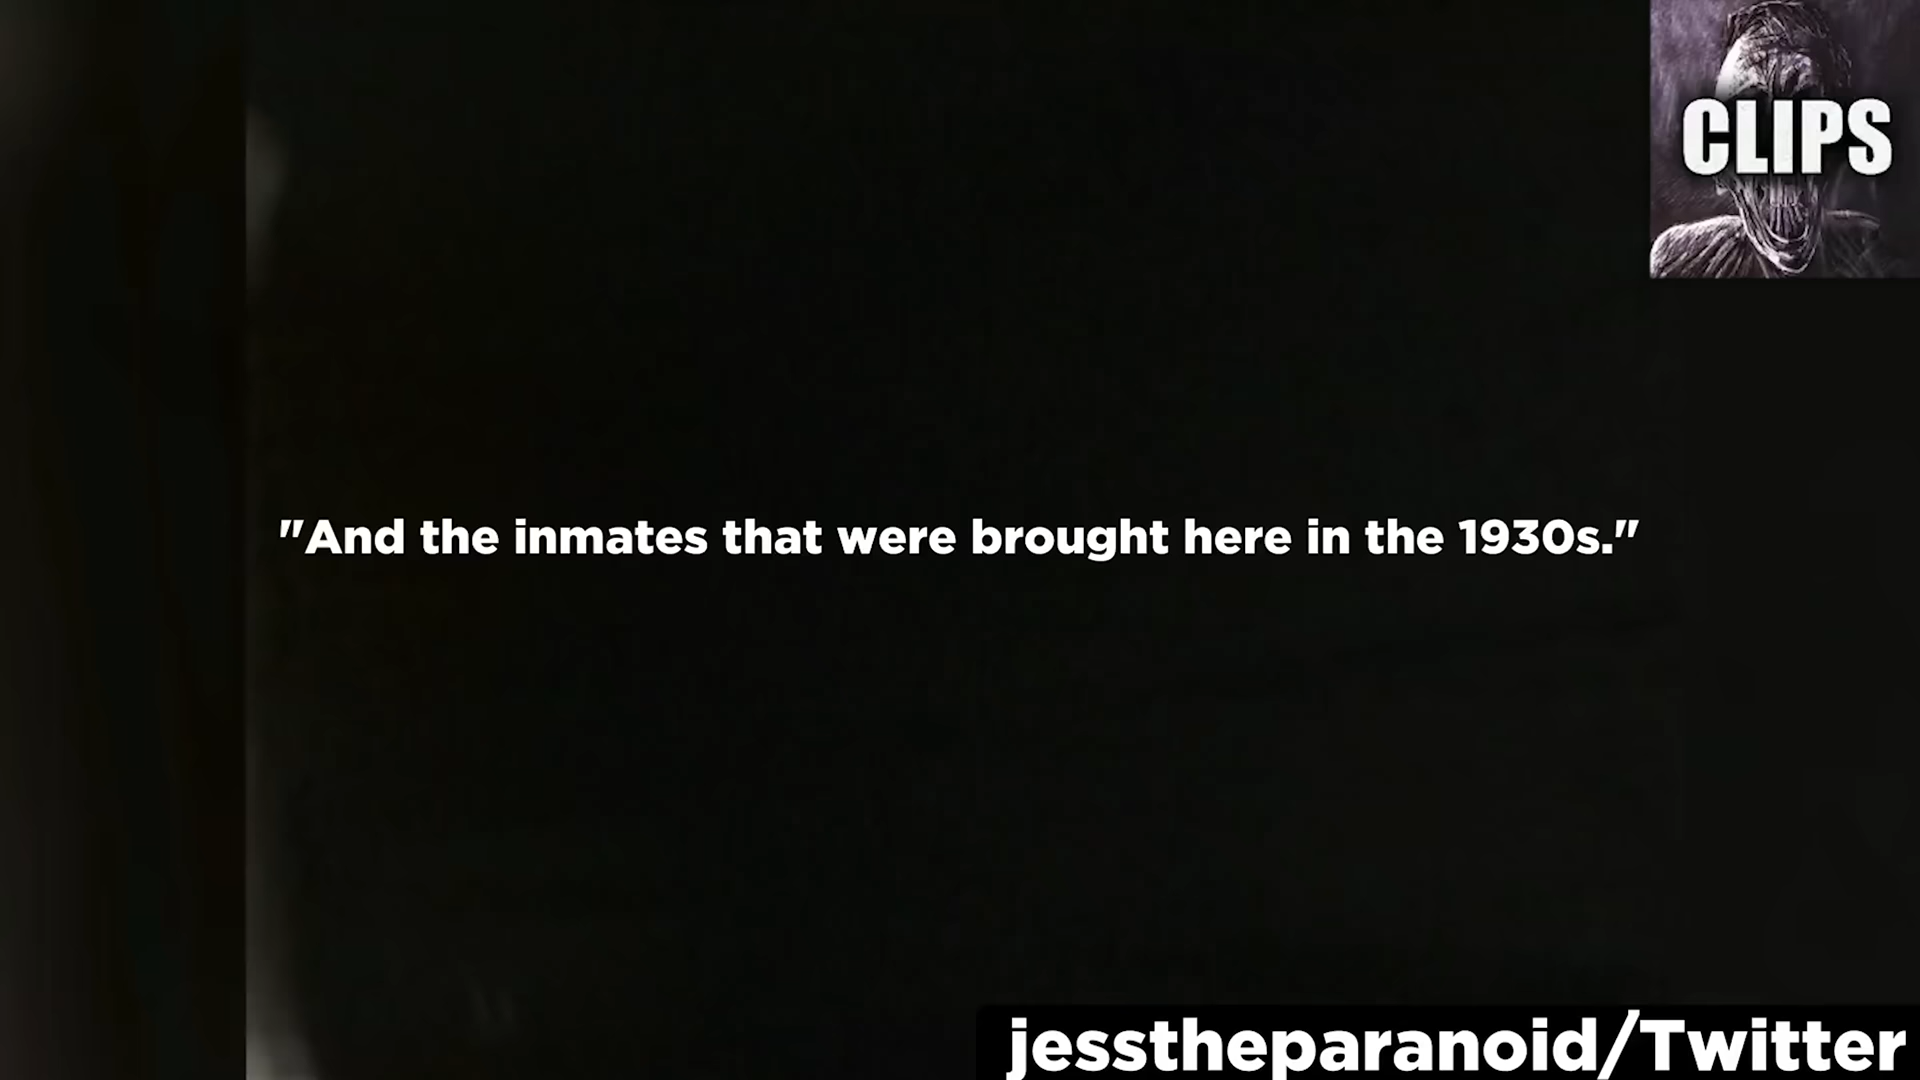 CLIPS
"And the inmates that were brought here in the 1930s."
jesstheparanoid/Twitter